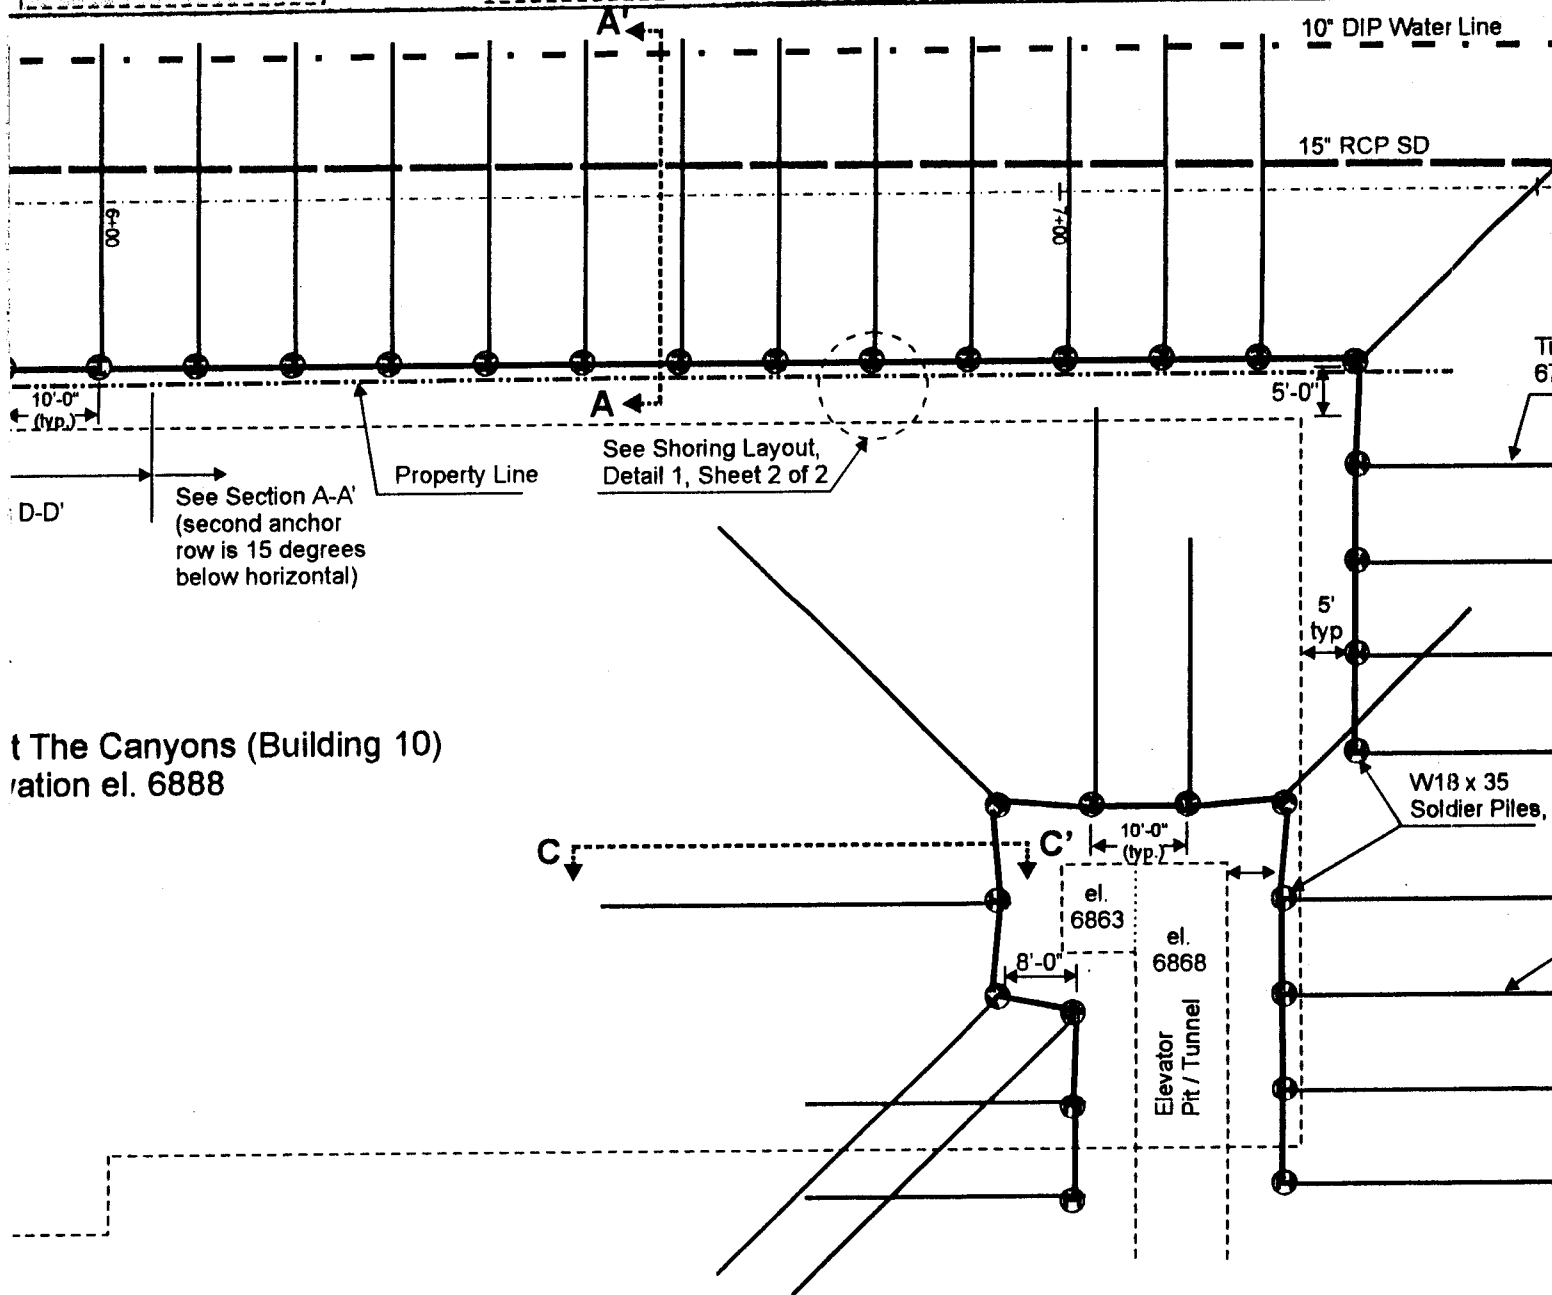 A'
10" DIP Water Line
15" RCP SD
6+00
7+00
10'-0"
(typ.)
A
5'-0"
See Shoring Layout,
Detail 1, Sheet 2 of 2
Property Line
See Section A-A'
(second anchor
row is 15 degrees
below horizontal)
D-D'
5'
typ
t The Canyons (Building 10)
vation el. 6888
W18 x 35
Soldier Piles,
C
C'
10'-0"
(typ.)
el.
6863
el.
6868
8'-0"
Elevator
Pit / Tunnel